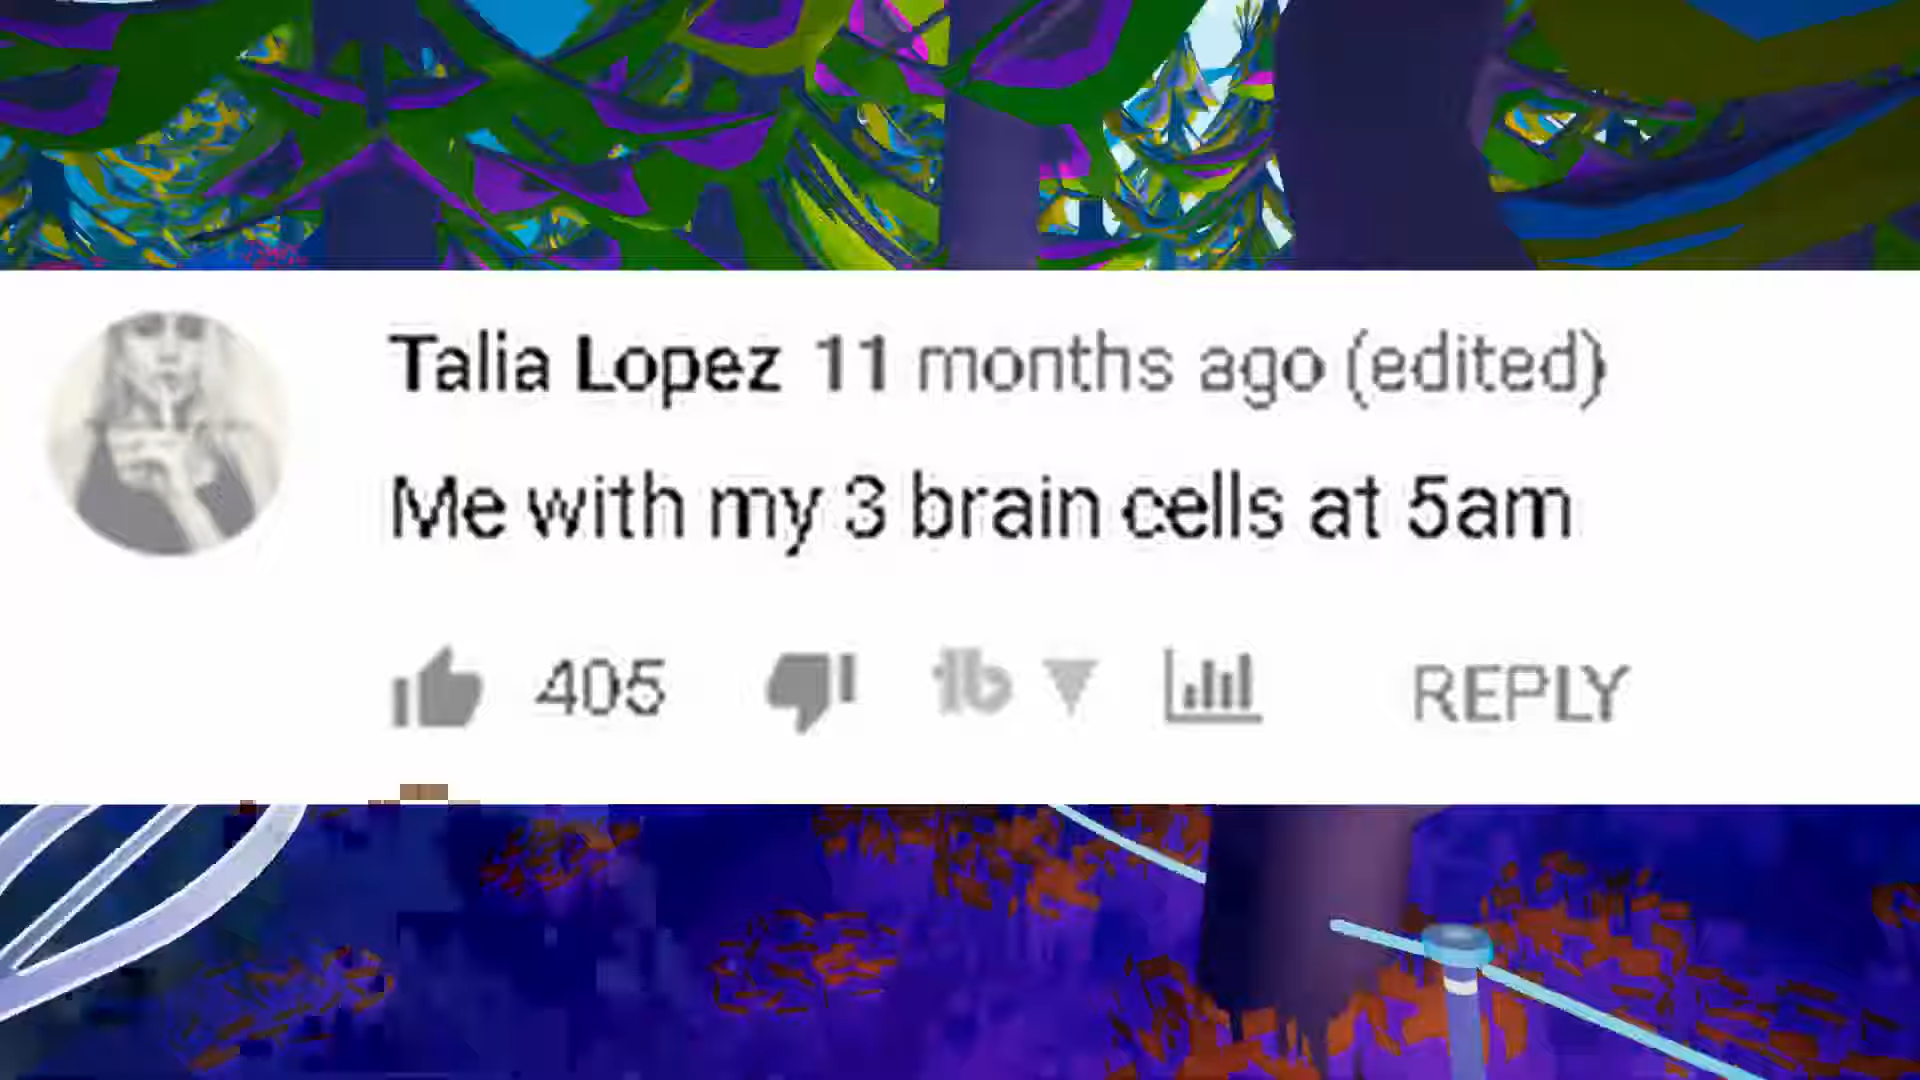 Talia Lopez 11 months ago (edited)
Me with my 3 brain cells at 5am
405 REPLY